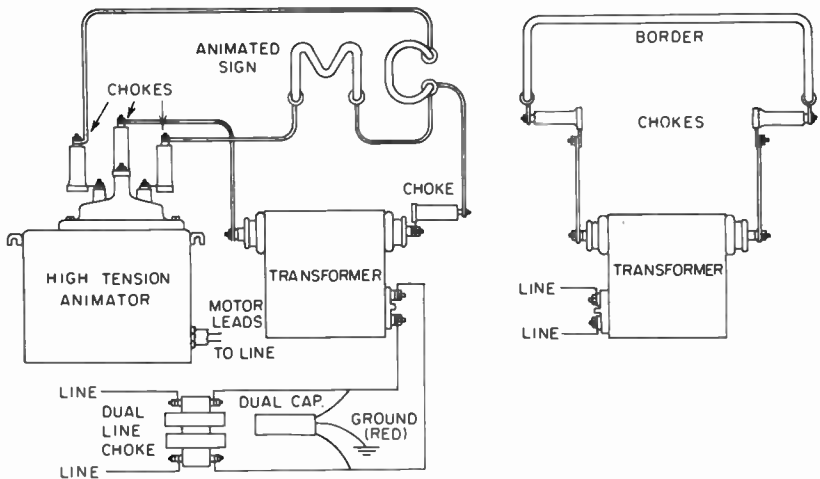 ANIMATED
SIGN
CHOKES
CHOKE
HIGH TENSION
ANIMATOR
TRANSFORMER
MOTOR
LEADS
TO LINE
LINE
DUAL
LINE
CHOKE
LINE
DUAL CAP.
GROUND
(RED)
BORDER
CHOKES
TRANSFORMER
LINE
LINE